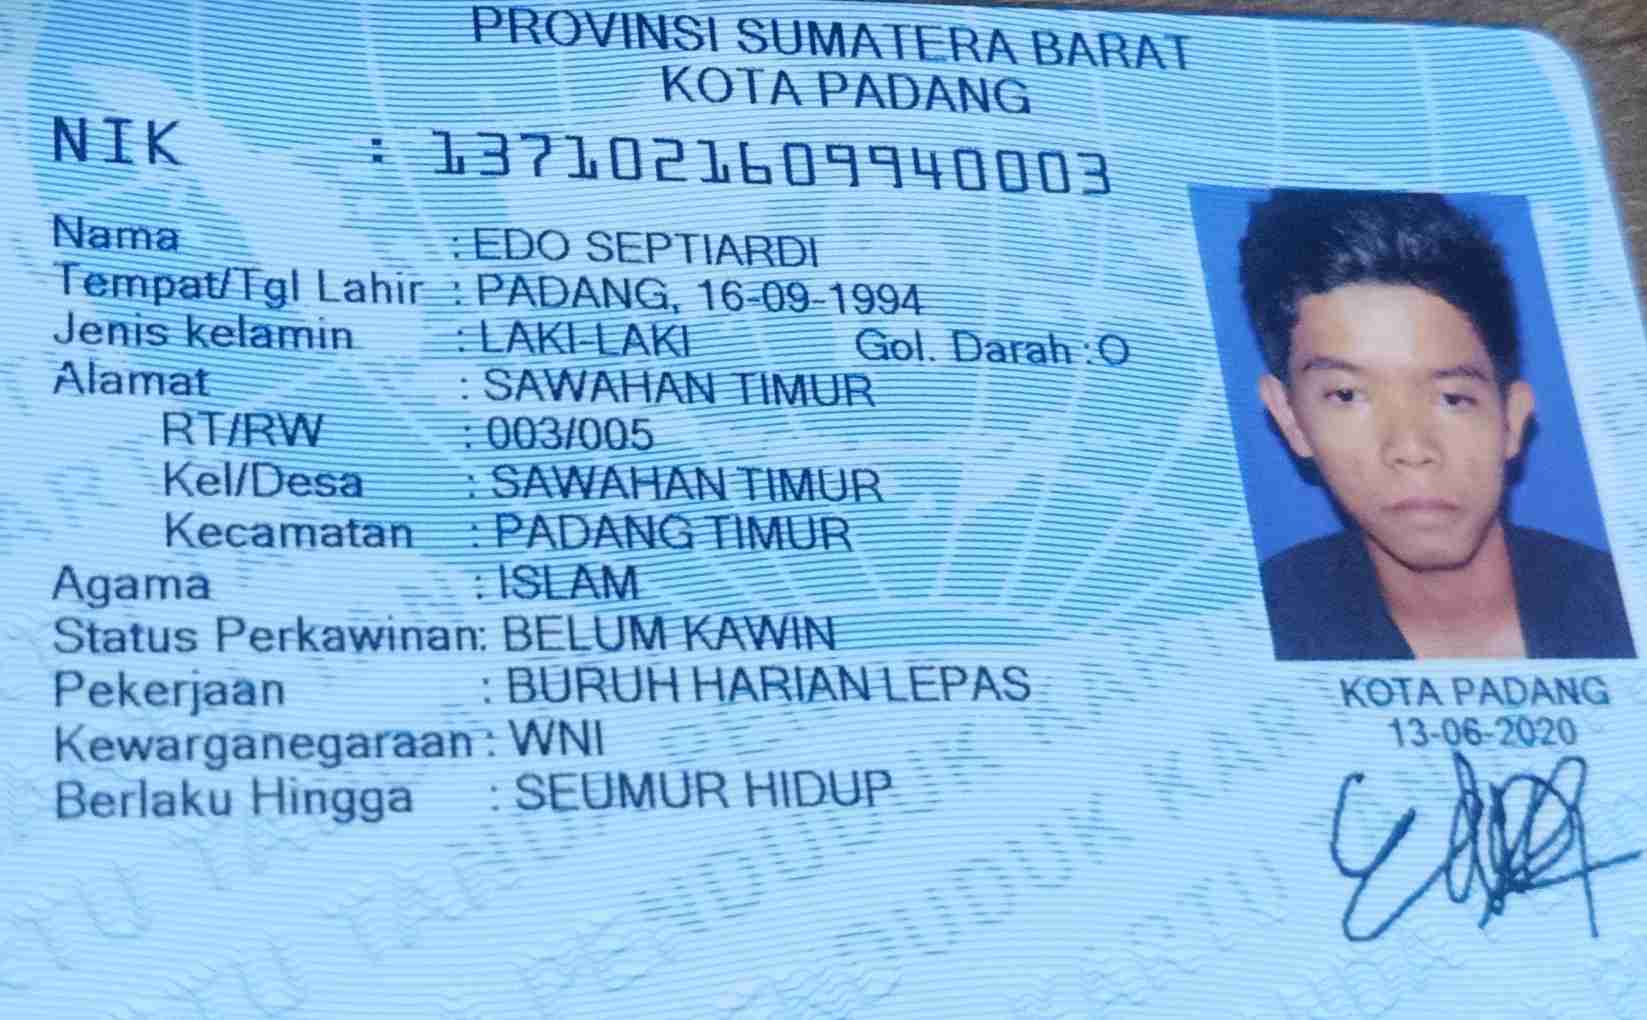 PROVINSI SUMATERA BARAT
KOTA PADANG
NIK : 1371021609940003
Nama : EDO SEPTIARDI
Tempat/Tgl Lahir : PADANG, 16-09-1994
Jenis kelamin : LAKI-LAKI Gol. Darah : O
Alamat : SAWAHAN TIMUR
RT/RW : 003/005
Kel/Desa : SAWAHAN TIMUR
Kecamatan : PADANG TIMUR
Agama : ISLAM
Status Perkawinan: BELUM KAWIN
Pekerjaan : BURUH HARIAN LEPAS
Kewarganegaraan : WNI
Berlaku Hingga : SEUMUR HIDUP
KOTA PADANG
13-06-2020